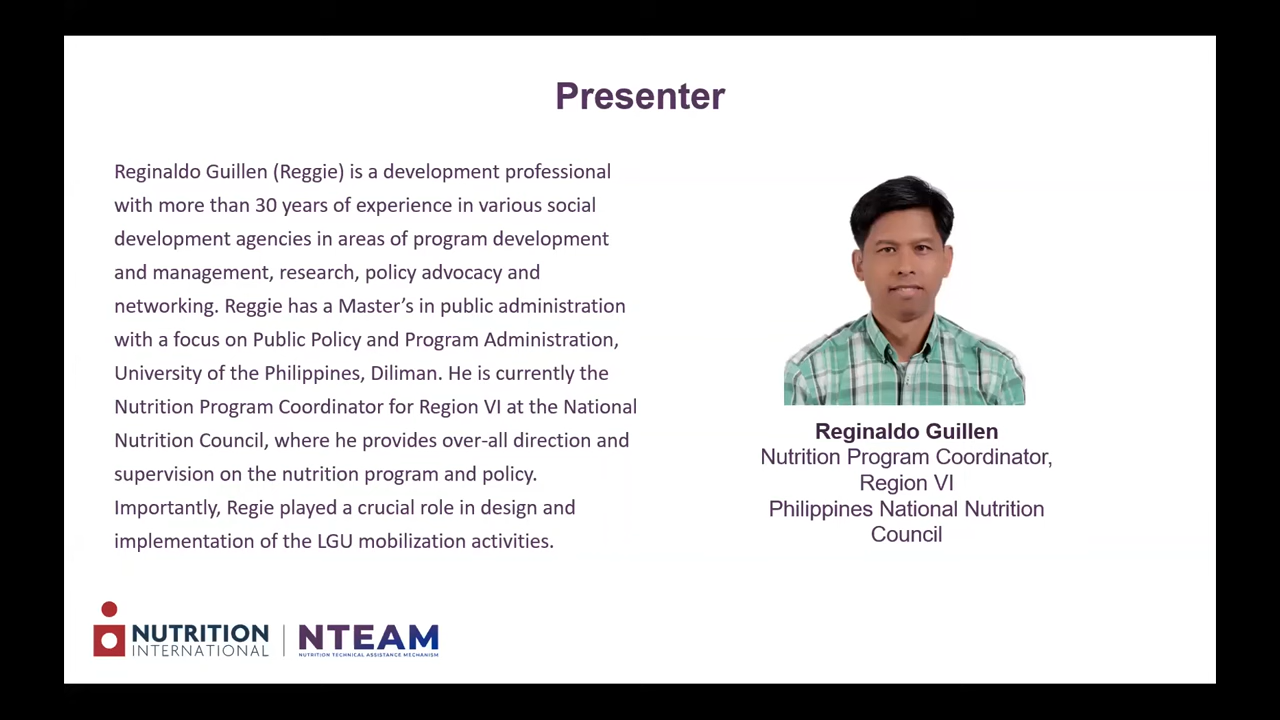 Presenter
Reginaldo Guillen (Reggie) is a development professional
with more than 30 years of experience in various social
development agencies in areas of program development
and management, research, policy advocacy and
networking. Reggie has a Master’s in public administration
with a focus on Public Policy and Program Administration,
University of the Philippines, Diliman. He is currently the
Nutrition Program Coordinator for Region VI at the National
Nutrition Council, where he provides over-all direction and
supervision on the nutrition program and policy.
Importantly, Regie played a crucial role in design and
implementation of the LGU mobilization activities.
Reginaldo Guillen
Nutrition Program Coordinator,
Region VI
Philippines National Nutrition
Council
NUTRITION
INTERNATIONAL
NTEAM
NUTRITION TECHNICAL ASSISTANCE MECHANISM